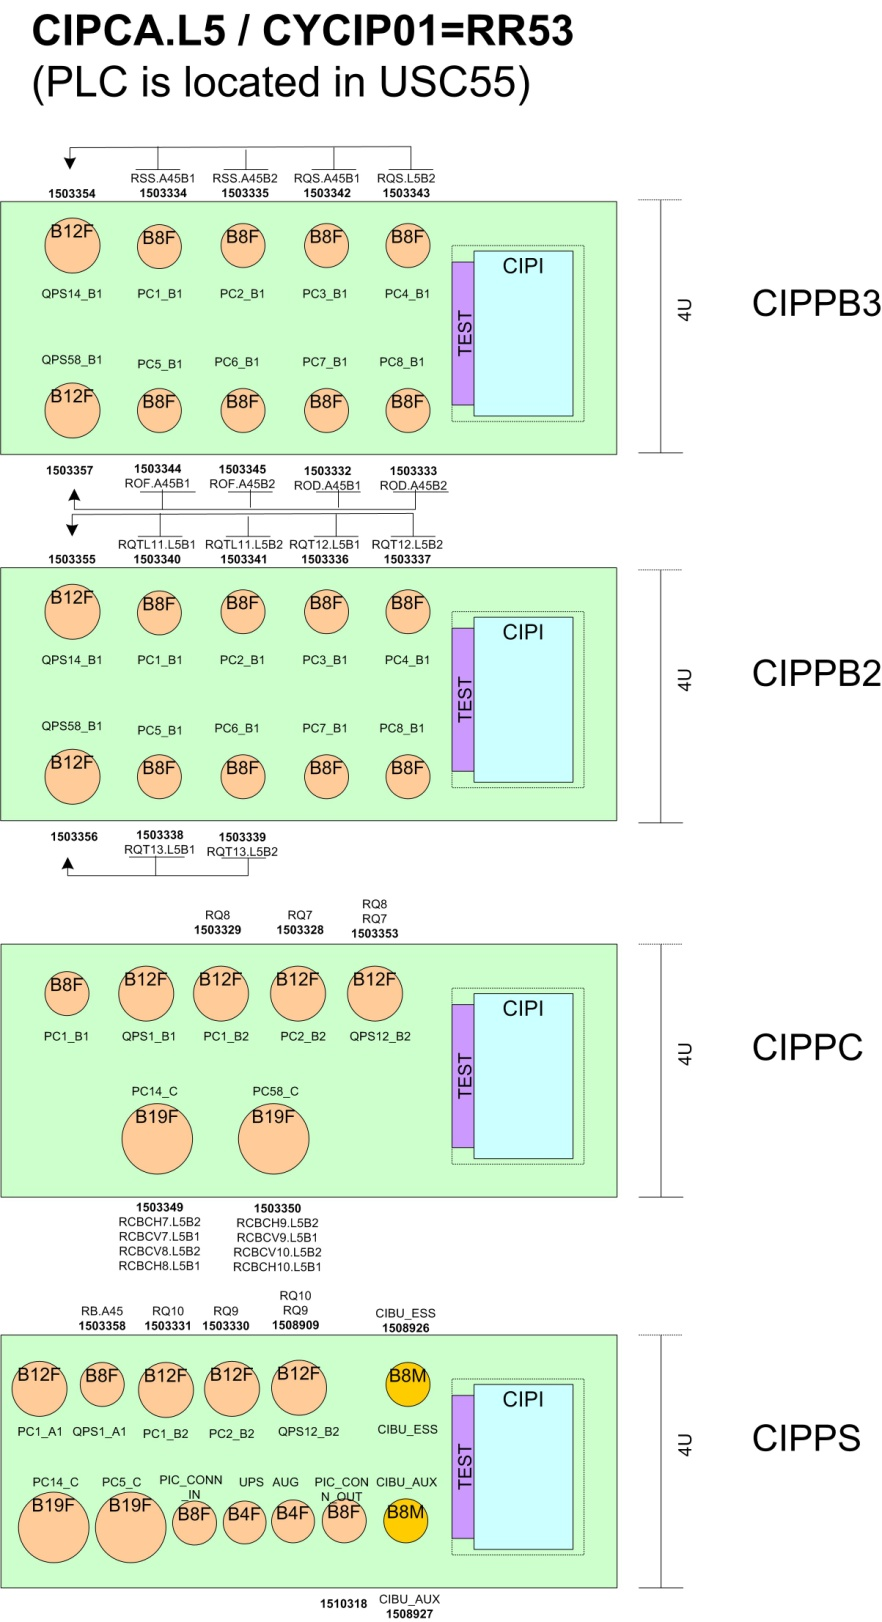 CIPCA.L5 / CYCIP01=RR53
(PLC is located in USC55)
RSS.A45B1 RSS.A45B2 RQS.A45B1 RQS.L5B2
1503354 1503334 1503335 1503342 1503343
B12F B8F B8F B8F B8F CIPI
QPS14_B1 PC1_B1 PC2_B1 PC3_B1 PC4_B1
TEST 4U CIPPB3
QPS58_B1 PC5_B1 PC6_B1 PC7_B1 PC8_B1
B12F B8F B8F B8F B8F
1503357 1503344 1503345 1503332 1503333
ROF.A45B1 ROF.A45B2 ROD.A45B1 ROD.A45B2
RQTL11.L5B1 RQTL11.L5B2 RQT12.L5B1 RQT12.L5B2
1503355 1503340 1503341 1503336 1503337
B12F B8F B8F B8F B8F CIPI
QPS14_B1 PC1_B1 PC2_B1 PC3_B1 PC4_B1
TEST 4U CIPPB2
QPS58_B1 PC5_B1 PC6_B1 PC7_B1 PC8_B1
B12F B8F B8F B8F B8F
1503356 1503338 1503339
RQT13.L5B1 RQT13.L5B2
RQ8
RQ8 RQ7 RQ7
1503329 1503328 1503353
B8F B12F B12F B12F B12F CIPI
PC1_B1 QPS1_B1 PC1_B2 PC2_B2 QPS12_B2
TEST 4U CIPPC
PC14_C PC58_C
B19F B19F
1503349 1503350
RCBCH7.L5B2 RCBCH9.L5B2
RCBCV7.L5B1 RCBCV9.L5B1
RCBCV8.L5B2 RCBCV10.L5B2
RCBCH8.L5B1 RCBCH10.L5B1
RQ10
RB.A45 RQ10 RQ9 RQ9 CIBU_ESS
1503358 1503331 1503330 1508909 1508926
B12F B8F B12F B12F B12F B8M CIPI
PC1_A1 QPS1_A1 PC1_B2 PC2_B2 QPS12_B2 CIBU_ESS
TEST 4U CIPPS
PC14_C PC5_C PIC_CONN UPS AUG PIC_CON CIBU_AUX
_IN N_OUT
B19F B19F B8F B4F B4F B8F B8M
1510318 CIBU_AUX
1508927